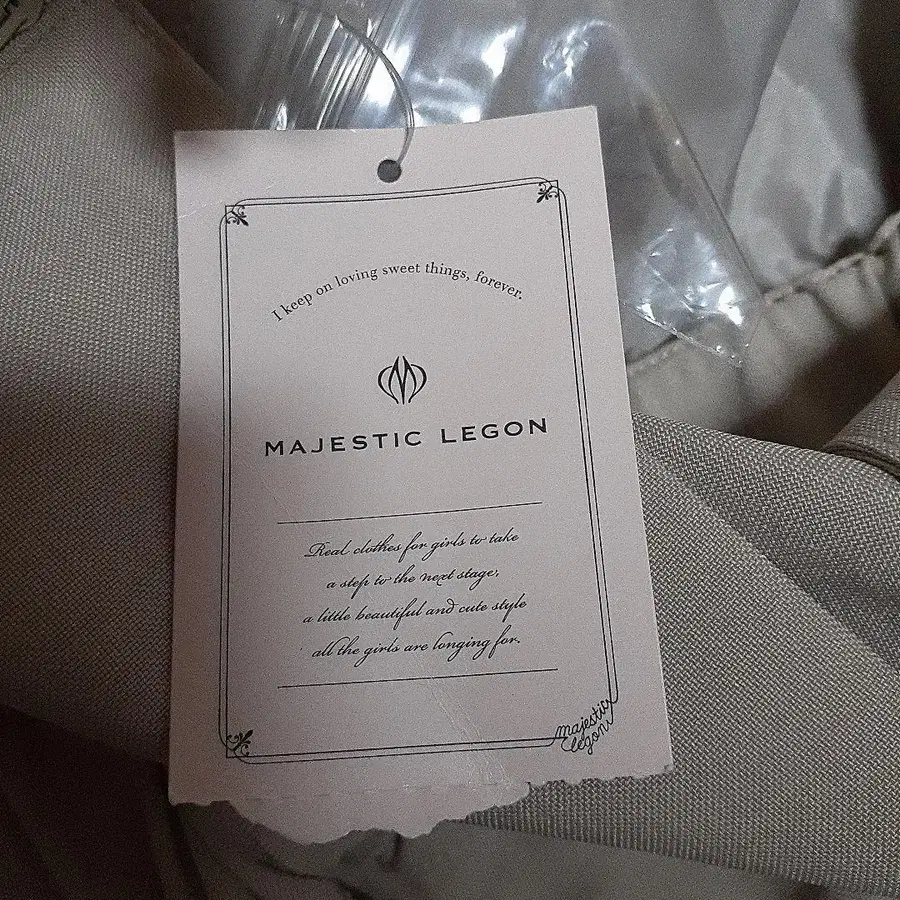 I keep on loving sweet things, forever.
MAJESTIC LEGON
Real clothes for girls to take
a step to the next stage,
a little beautiful and cute style
all the girls are longing for.
majestic
legon